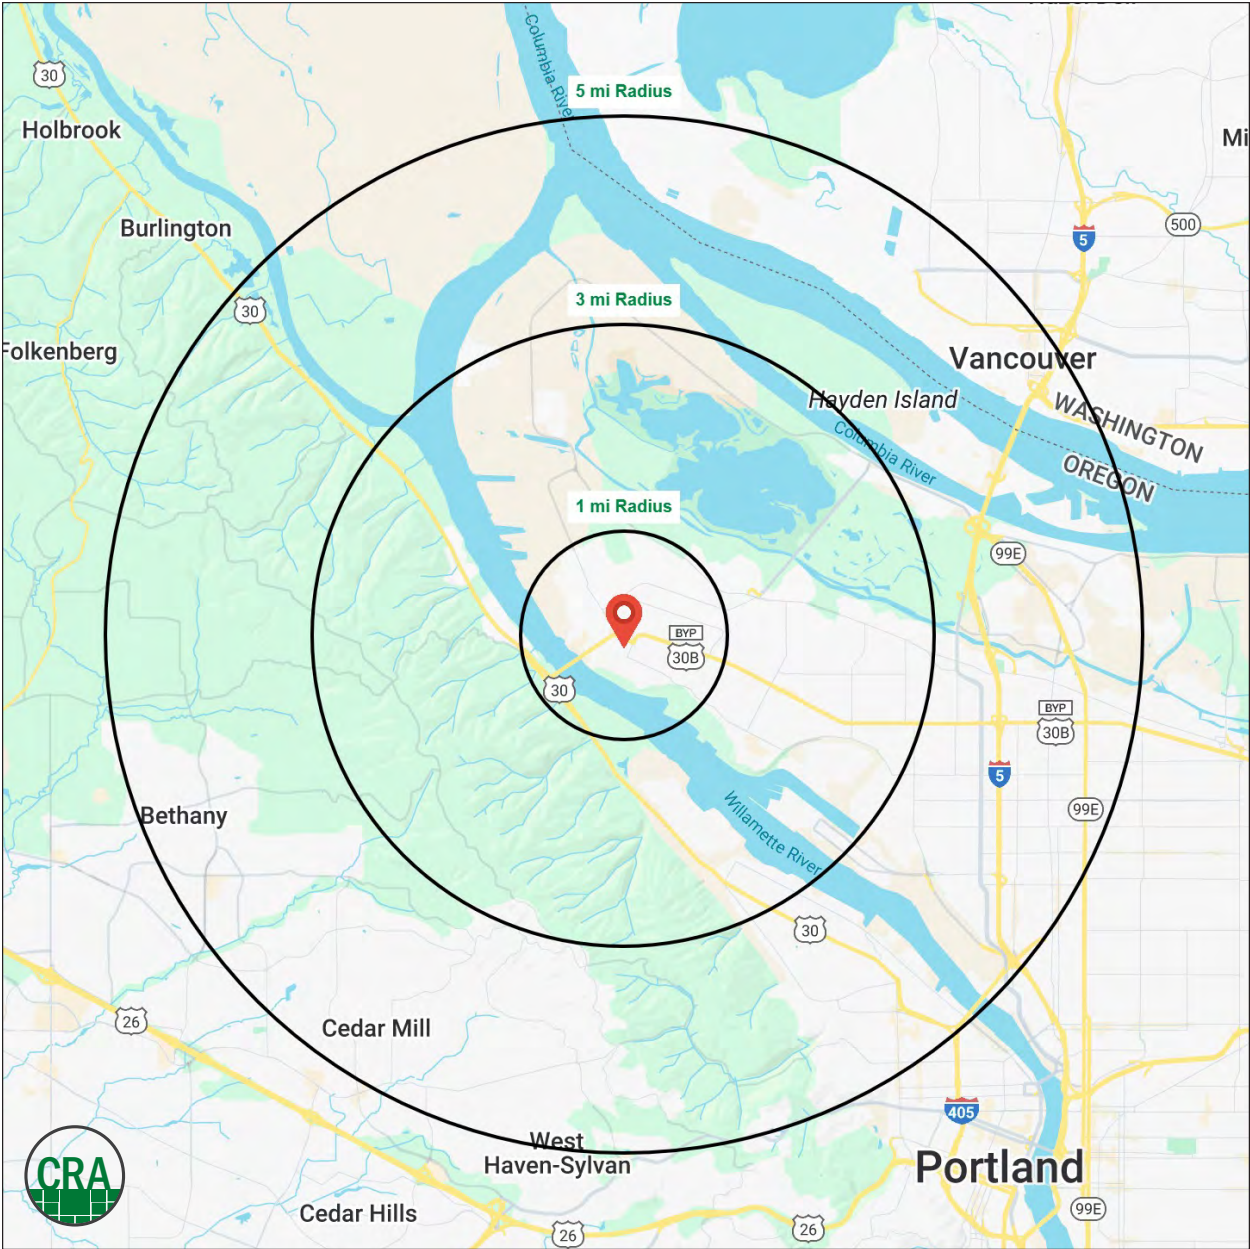 Columbia River
5 mi Radius
30
Holbrook
Burlington
500
5
30
3 mi Radius
Folkenberg
Vancouver
Hayden Island
WASHINGTON
Columbia River
OREGON
1 mi Radius
99E
BYP
30B
30
BYP
30B
5
99E
Bethany
Willamette River
30
26
Cedar Mill
405
West
Haven-Sylvan
Portland
CRA
Cedar Hills
99E
26
26